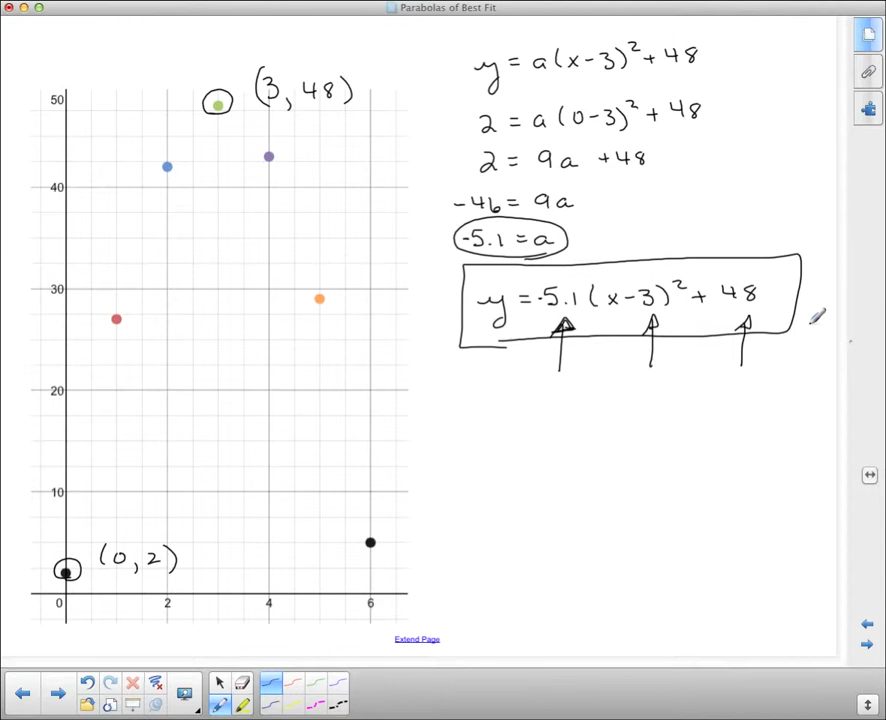 Parabolas of Best Fit
(3, 48)
y = a(x-3)² + 48
2 = a(0-3)² + 48
2 = 9a + 48
-46 = 9a
-5.1 = a
y = -5.1(x-3)² + 48
50
40
30
20
10
(0, 2)
0 2 4 6
Extend Page